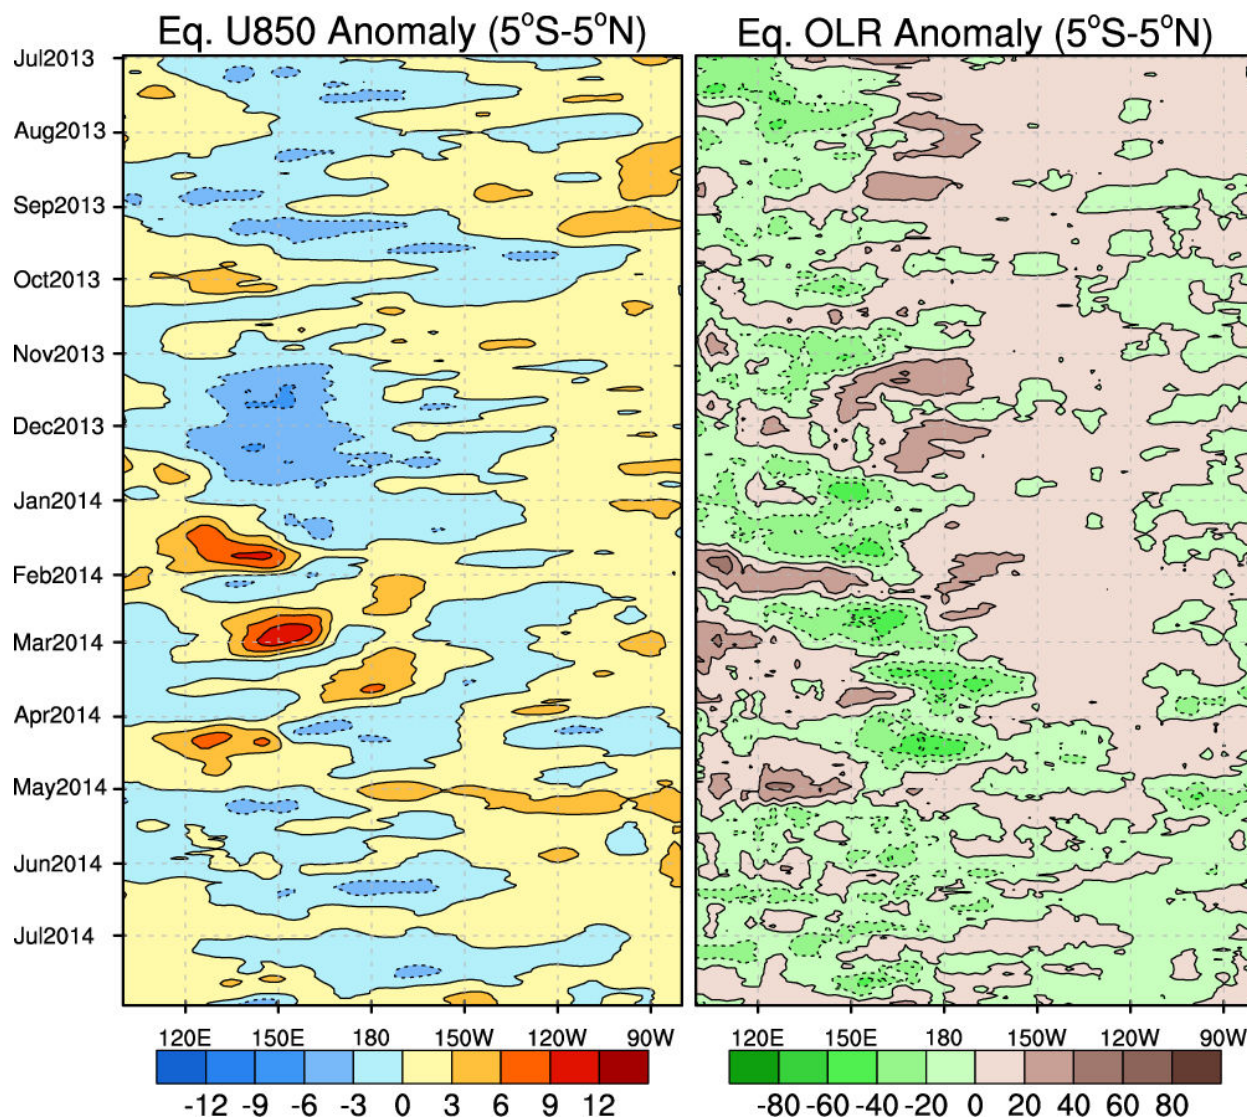 Eq. U850 Anomaly (5°S-5°N)
Eq. OLR Anomaly (5°S-5°N)
Jul2013
Aug2013
Sep2013
Oct2013
Nov2013
Dec2013
Jan2014
Feb2014
Mar2014
Apr2014
May2014
Jun2014
Jul2014
120E 150E 180 150W 120W 90W
120E 150E 180 150W 120W 90W
-12 -9 -6 -3 0 3 6 9 12
-80 -60 -40 -20 0 20 40 60 80